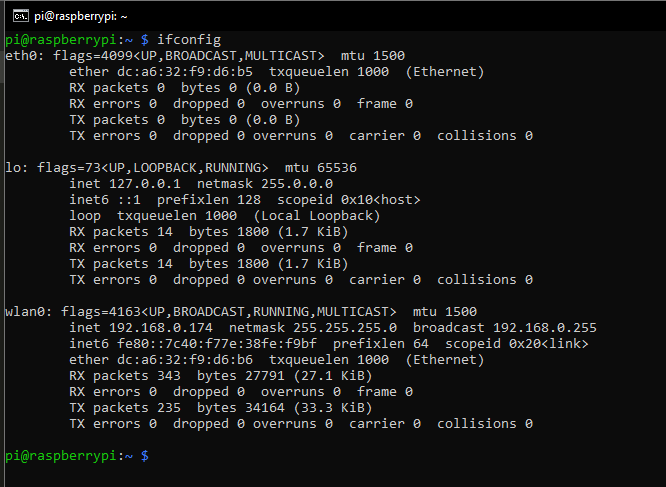 pi@raspberrypi: ~
pi@raspberrypi:~ $ ifconfig
eth0: flags=4099<UP,BROADCAST,MULTICAST>  mtu 1500
        ether dc:a6:32:f9:d6:b5  txqueuelen 1000  (Ethernet)
        RX packets 0  bytes 0 (0.0 B)
        RX errors 0  dropped 0  overruns 0  frame 0
        TX packets 0  bytes 0 (0.0 B)
        TX errors 0  dropped 0 overruns 0  carrier 0  collisions 0

lo: flags=73<UP,LOOPBACK,RUNNING>  mtu 65536
        inet 127.0.0.1  netmask 255.0.0.0
        inet6 ::1  prefixlen 128  scopeid 0x10<host>
        loop  txqueuelen 1000  (Local Loopback)
        RX packets 14  bytes 1800 (1.7 KiB)
        RX errors 0  dropped 0  overruns 0  frame 0
        TX packets 14  bytes 1800 (1.7 KiB)
        TX errors 0  dropped 0 overruns 0  carrier 0  collisions 0

wlan0: flags=4163<UP,BROADCAST,RUNNING,MULTICAST>  mtu 1500
        inet 192.168.0.174  netmask 255.255.255.0  broadcast 192.168.0.255
        inet6 fe80::7c40:f77e:38fe:f9bf  prefixlen 64  scopeid 0x20<link>
        ether dc:a6:32:f9:d6:b6  txqueuelen 1000  (Ethernet)
        RX packets 343  bytes 27791 (27.1 KiB)
        RX errors 0  dropped 0  overruns 0  frame 0
        TX packets 235  bytes 34164 (33.3 KiB)
        TX errors 0  dropped 0 overruns 0  carrier 0  collisions 0

pi@raspberrypi:~ $